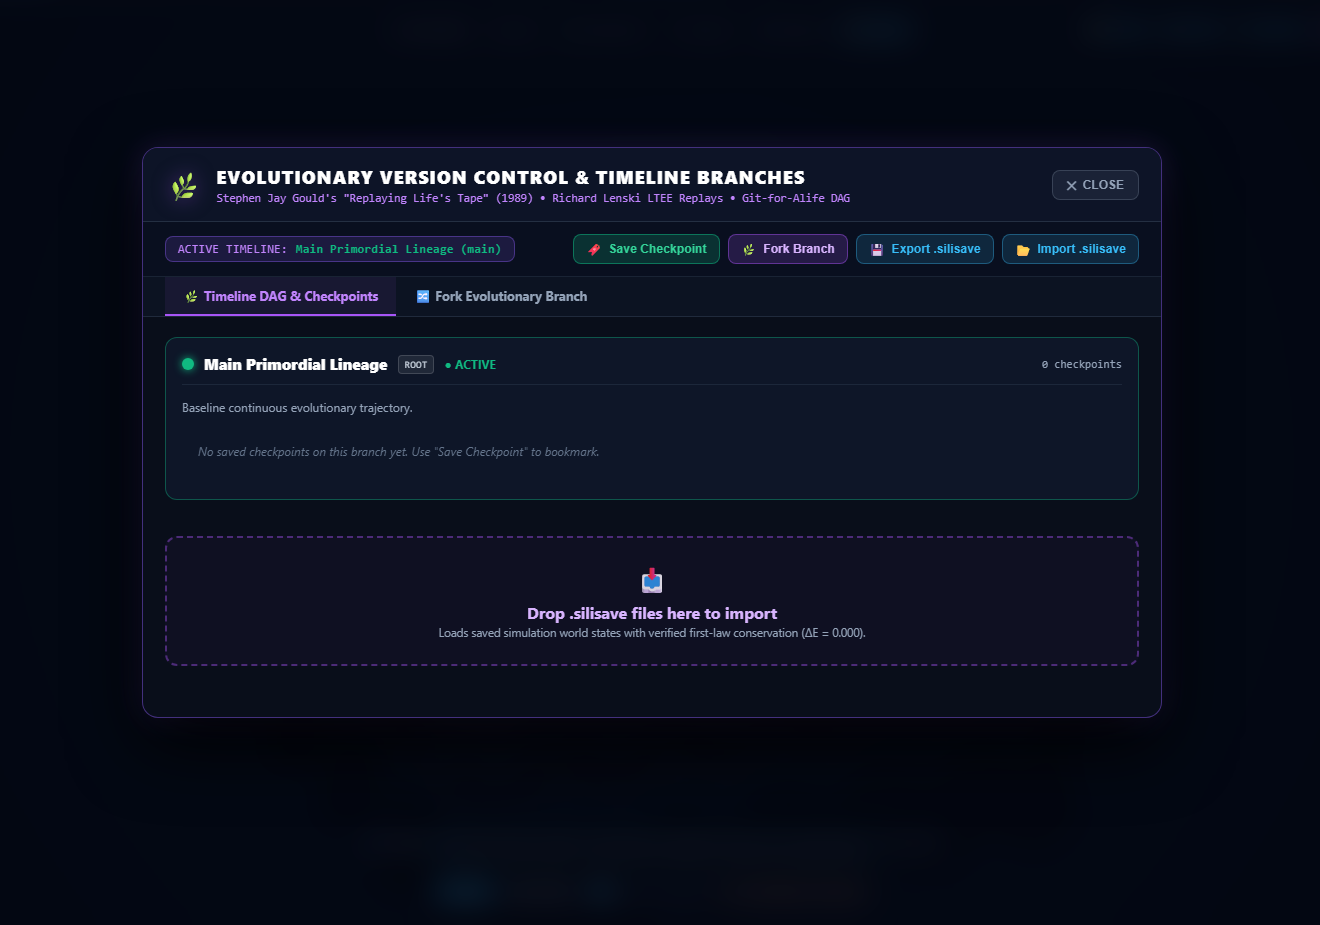 EVOLUTIONARY VERSION CONTROL & TIMELINE BRANCHES
Stephen Jay Gould's "Replaying Life's Tape" (1989) • Richard Lenski LTEE Replays • Git-for-Alife DAG
✕ CLOSE
ACTIVE TIMELINE: Main Primordial Lineage (main)
Save Checkpoint
Fork Branch
Export .silisave
Import .silisave
Timeline DAG & Checkpoints
Fork Evolutionary Branch
Main Primordial Lineage
ROOT
● ACTIVE
0 checkpoints
Baseline continuous evolutionary trajectory.
No saved checkpoints on this branch yet. Use "Save Checkpoint" to bookmark.
Drop .silisave files here to import
Loads saved simulation world states with verified first-law conservation (ΔE = 0.000).